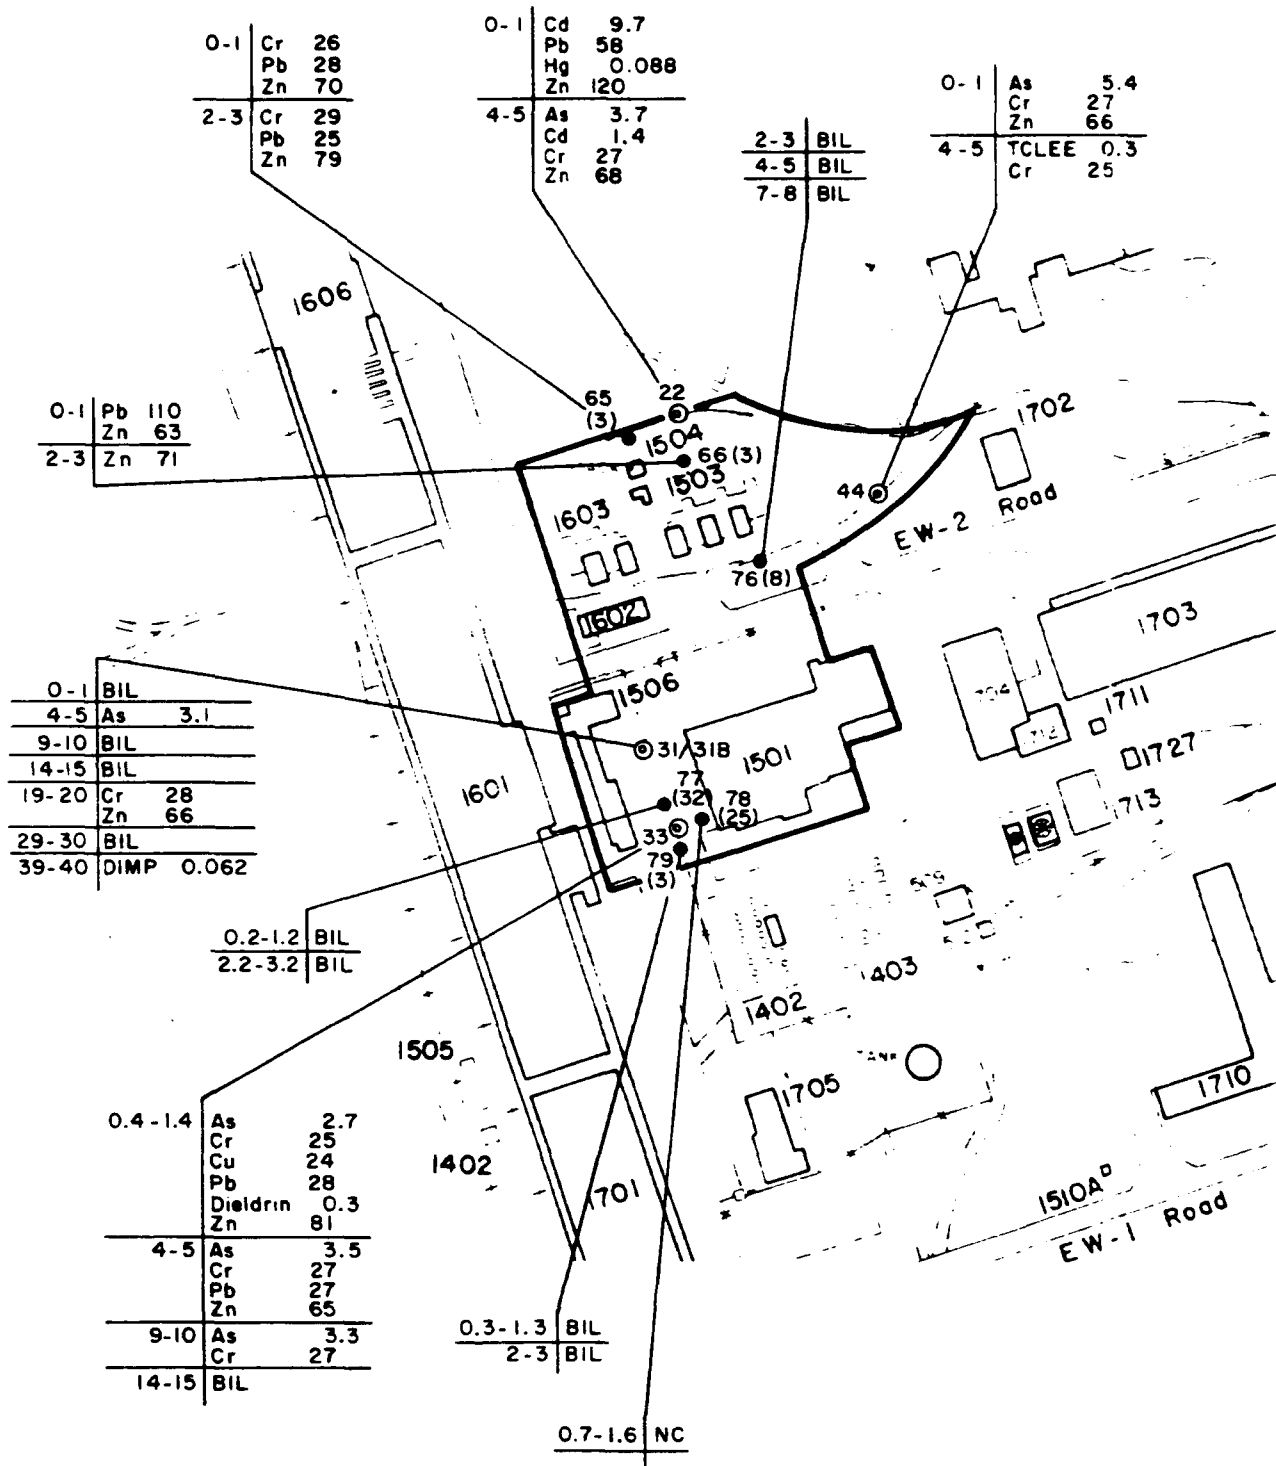 0-1 Cr 26
Pb 28
Zn 70
2-3 Cr 29
Pb 25
Zn 79
0-1 Cd 9.7
Pb 58
Hg 0.088
Zn 120
4-5 As 3.7
Cd 1.4
Cr 27
Zn 68
2-3 BIL
4-5 BIL
7-8 BIL
0-1 As 5.4
Cr 27
Zn 66
4-5 TCLEE 0.3
Cr 25
1606
0-1 Pb 110
Zn 63
2-3 Zn 71
65
(3)
22
1504
66(3)
1503
1603
44
1702
EW-2 Road
76(8)
1602
1703
0-1 BIL
4-5 As 3.1
9-10 BIL
14-15 BIL
19-20 Cr 28
Zn 66
29-30 BIL
39-40 DIMP 0.062
1506
31/31B
1501
1601
77
(32)
78
(25)
33
79
(3)
1711
1727
713
0.2-1.2 BIL
2.2-3.2 BIL
1402
1403
1505
TANK
1705
1710
1402
1701
1510A
EW-1 Road
0.4-1.4 As 2.7
Cr 25
Cu 24
Pb 28
Dieldrin 0.3
Zn 81
4-5 As 3.5
Cr 27
Pb 27
Zn 65
9-10 As 3.3
Cr 27
14-15 BIL
0.3-1.3 BIL
2-3 BIL
0.7-1.6 NC